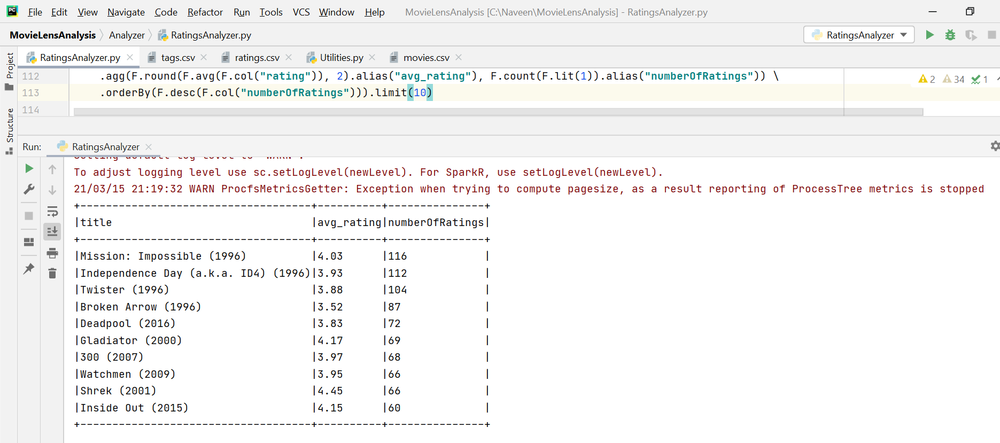 PC File Edit View Navigate Code Refactor Run Tools VCS Window Help MovieLensAnalysis [C:\Naveen\MovieLensAnalysis] - RatingsAnalyzer.py
MovieLensAnalysis Analyzer RatingsAnalyzer.py RatingsAnalyzer
Project
Structure
RatingsAnalyzer.py tags.csv ratings.csv Utilities.py movies.csv
112 .agg(F.round(F.avg(F.col("rating")), 2).alias("avg_rating"), F.count(F.lit(1)).alias("numberOfRatings")) \
2 34 1
113 .orderBy(F.desc(F.col("numberOfRatings"))).limit(10)
114
Run: RatingsAnalyzer
Setting default log level to "WARN".
To adjust logging level use sc.setLogLevel(newLevel). For SparkR, use setLogLevel(newLevel).
21/03/15 21:19:32 WARN ProcfsMetricsGetter: Exception when trying to compute pagesize, as a result reporting of ProcessTree metrics is stopped
+------------------------------------+----------+---------------+
|title                               |avg_rating|numberOfRatings|
+------------------------------------+----------+---------------+
|Mission: Impossible (1996)          |4.03      |116            |
|Independence Day (a.k.a. ID4) (1996)|3.93      |112            |
|Twister (1996)                      |3.88      |104            |
|Broken Arrow (1996)                 |3.52      |87             |
|Deadpool (2016)                     |3.83      |72             |
|Gladiator (2000)                    |4.17      |69             |
|300 (2007)                          |3.97      |68             |
|Watchmen (2009)                     |3.95      |66             |
|Shrek (2001)                        |4.45      |66             |
|Inside Out (2015)                   |4.15      |60             |
+------------------------------------+----------+---------------+